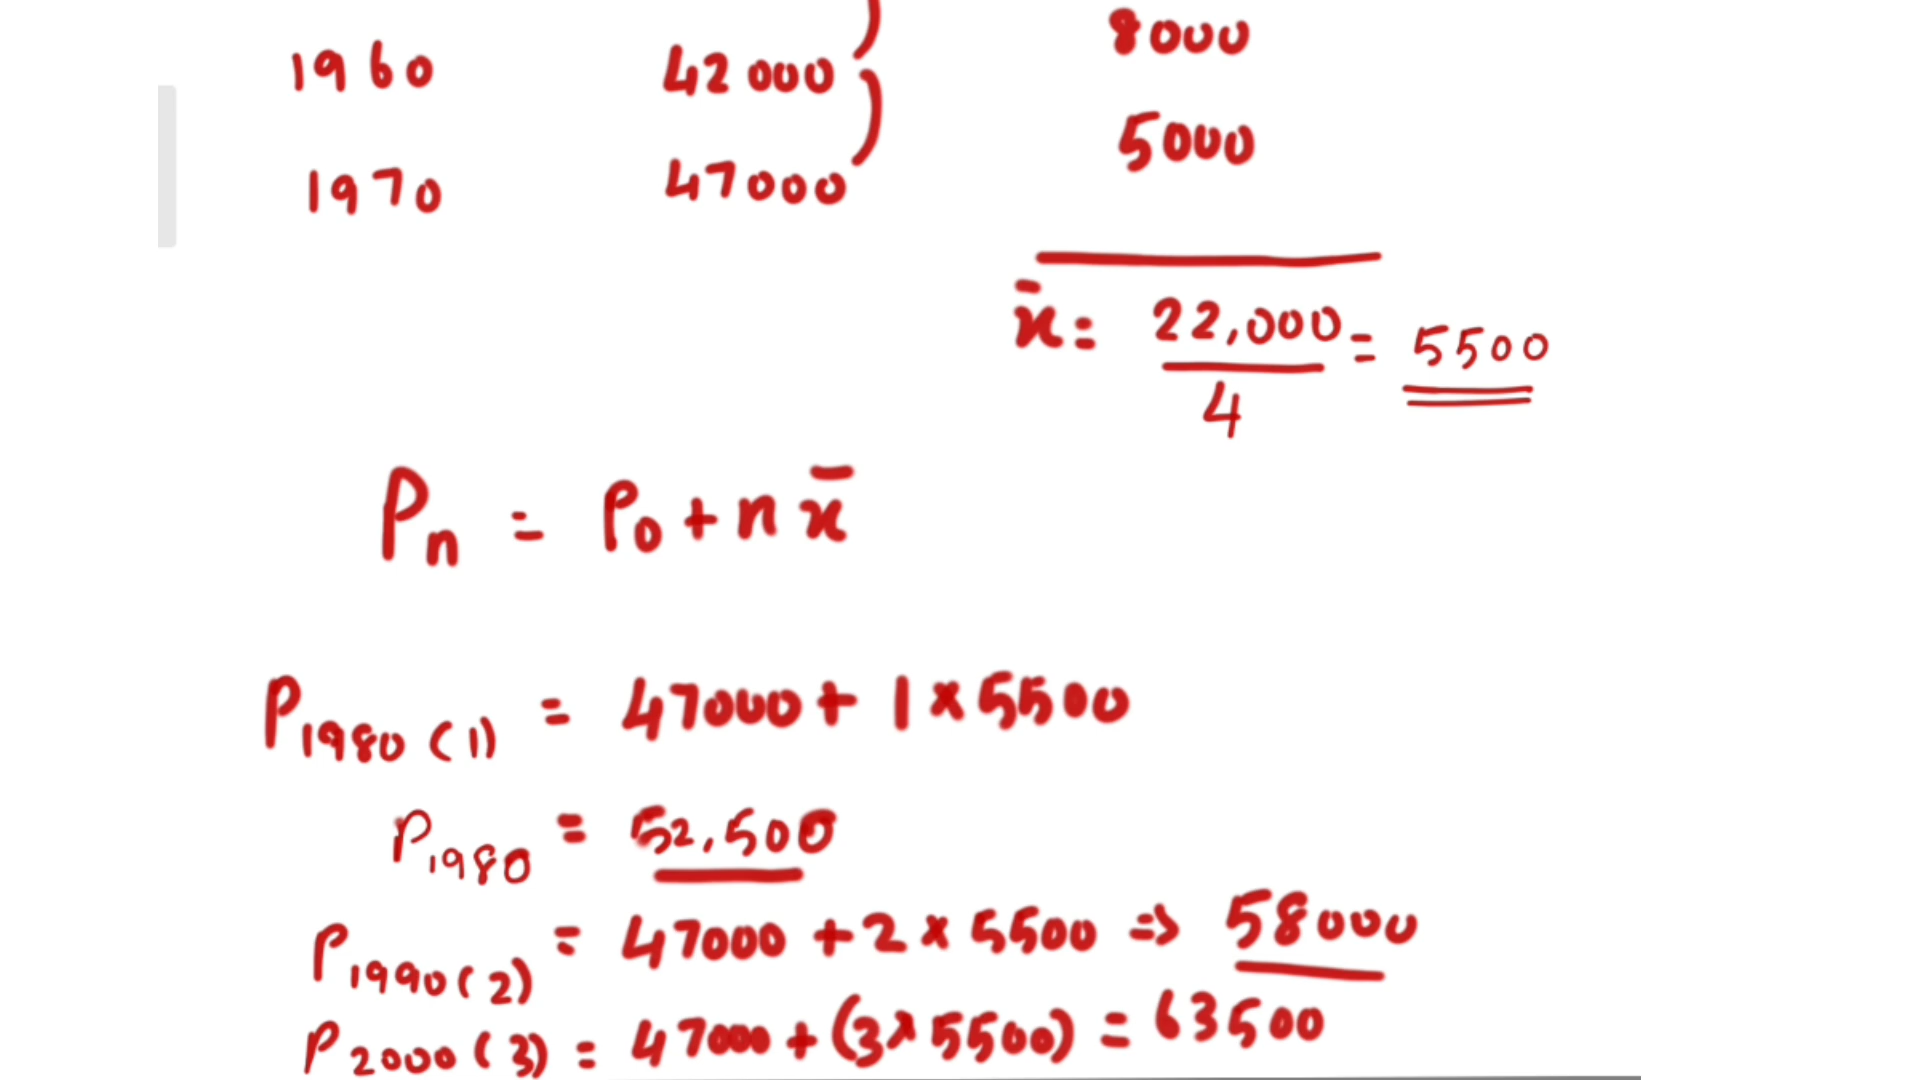 8000
1960 42000
5000
1970 47000
x̄ = 22,000 / 4 = 5500
Pn = P0 + n x̄
P1980 (1) = 47000 + 1 × 5500
P1980 = 52,500
P1990 (2) = 47000 + 2 × 5500 ⇒ 58000
P2000 (3) = 47000 + (3 × 5500) = 63500